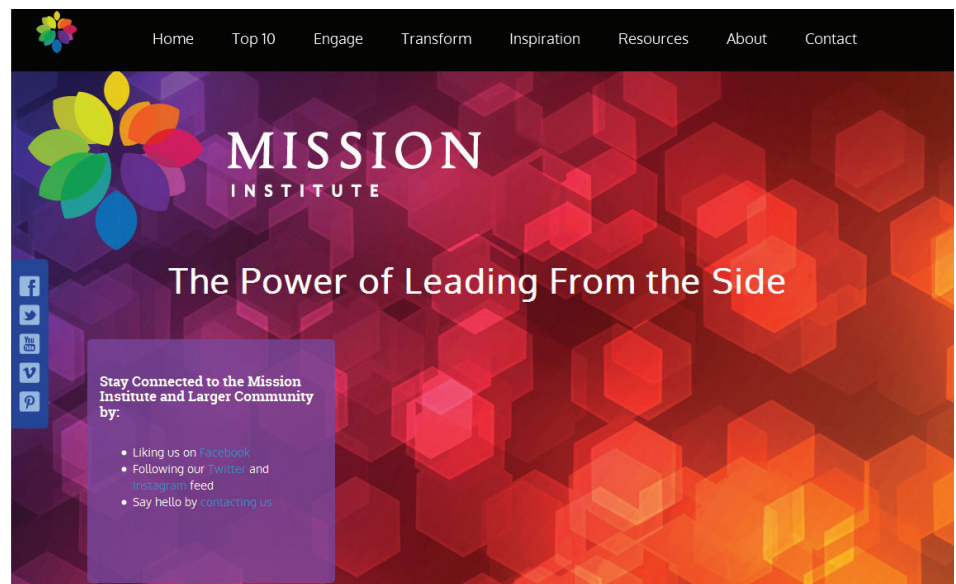 Home Top 10 Engage Transform Inspiration Resources About Contact
MISSION
INSTITUTE
The Power of Leading From the Side
You
Tube
Stay Connected to the Mission
Institute and Larger Community
by:
Liking us on Facebook
Following our Twitter and
Instagram feed
Say hello by contacting us